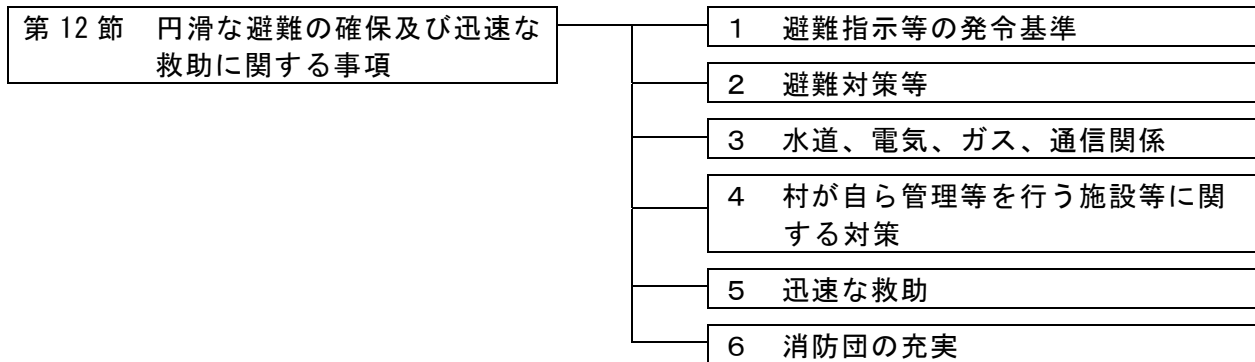 第12節　円滑な避難の確保及び迅速な
救助に関する事項
１　避難指示等の発令基準
２　避難対策等
３　水道、電気、ガス、通信関係
４　村が自ら管理等を行う施設等に関
する対策
５　迅速な救助
６　消防団の充実